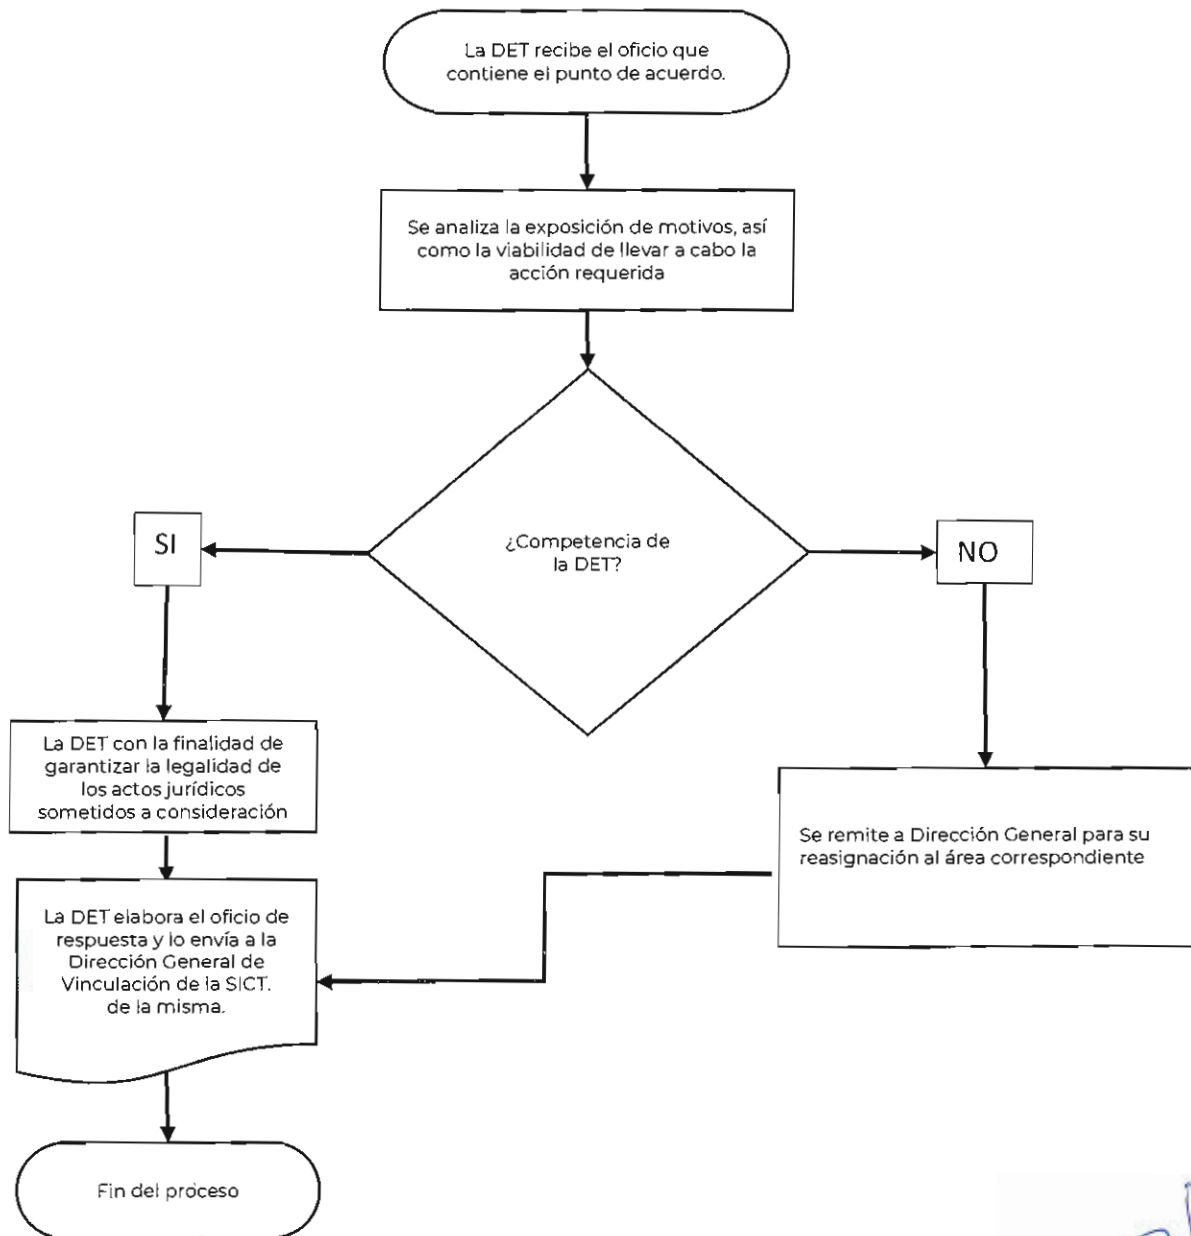 La DET recibe el oficio que
contiene el punto de acuerdo.
Se analiza la exposición de motivos, así
como la viabilidad de llevar a cabo la
acción requerida
¿Competencia de
la DET?
SI
NO
La DET con la finalidad de
garantizar la legalidad de
los actos jurídicos
sometidos a consideración
Se remite a Dirección General para su
reasignación al área correspondiente
La DET elabora el oficio de
respuesta y lo envía a la
Dirección General de
Vinculación de la SICT.
de la misma.
Fin del proceso